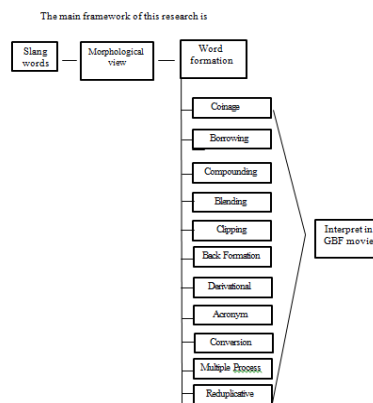 The main framework of this research is
Slang
words
Morphological
view
Word
formation
Coinage
Borrowing
Compounding
Blending
Clipping
Back Formation
Derivational
Acronym
Conversion
Multiple Process
Reduplicative
Interpret in
GBF movie